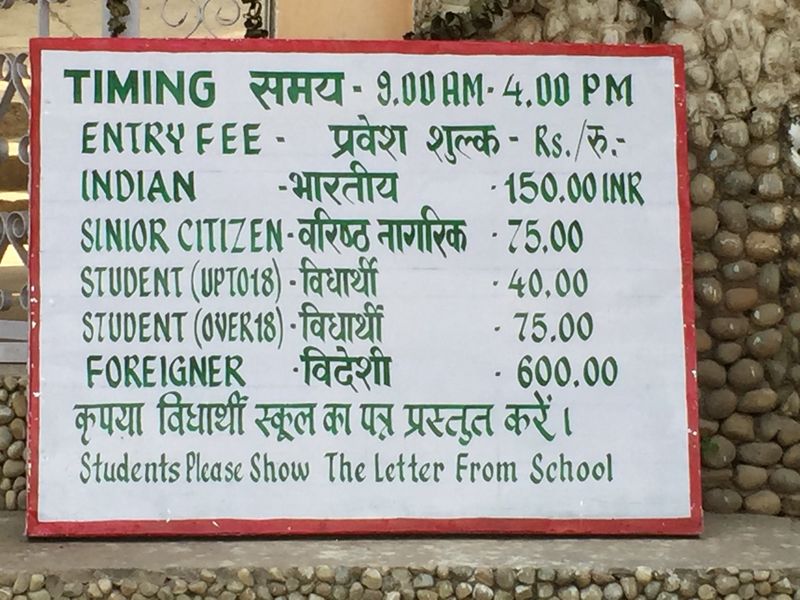 TIMING समय - 9.00 AM - 4.00 PM
ENTRY FEE - प्रवेश शुल्क - Rs./रु.-
INDIAN -भारतीय - 150.00 INR
SINIOR CITIZEN - वरिष्ठ नागरिक - 75.00
STUDENT (UPTO18) - विधार्थी - 40.00
STUDENT (OVER18) - विधार्थी - 75.00
FOREIGNER - विदेशी - 600.00
कृपया विधार्थी स्कूल का पत्र प्रस्तुत करें ।
Students Please Show The Letter From School